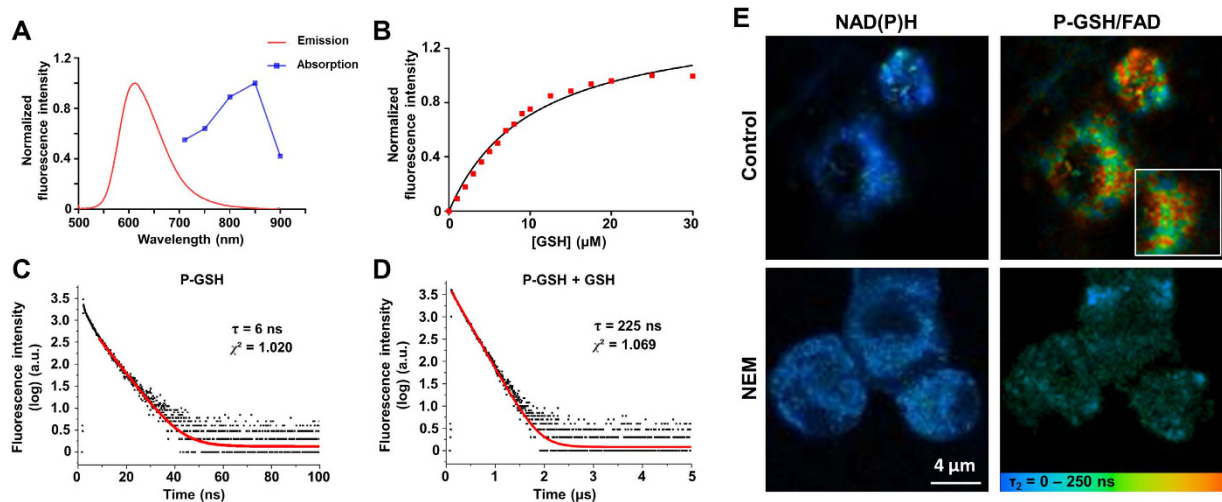 A
Normalized
fluorescence intensity
1.2
0.8
0.4
0
500
600
700
800
900
Wavelength (nm)
Emission
Absorption
B
Normalized
fluorescence intensity
1.2
0.8
0.4
0
0
10
20
30
[GSH] (µM)
C
P-GSH
Fluorescence intensity
(log) (a.u.)
3.5
3.0
2.5
2.0
1.5
1.0
0.5
0
τ = 6 ns
χ² = 1.020
0
20
40
60
80
100
Time (ns)
D
P-GSH + GSH
Fluorescence intensity
(log) (a.u.)
3.5
3.0
2.5
2.0
1.5
1.0
0.5
0
τ = 225 ns
χ² = 1.069
0
1
2
3
4
5
Time (µs)
E
NAD(P)H
P-GSH/FAD
Control
NEM
4 µm
τ₂ = 0 – 250 ns